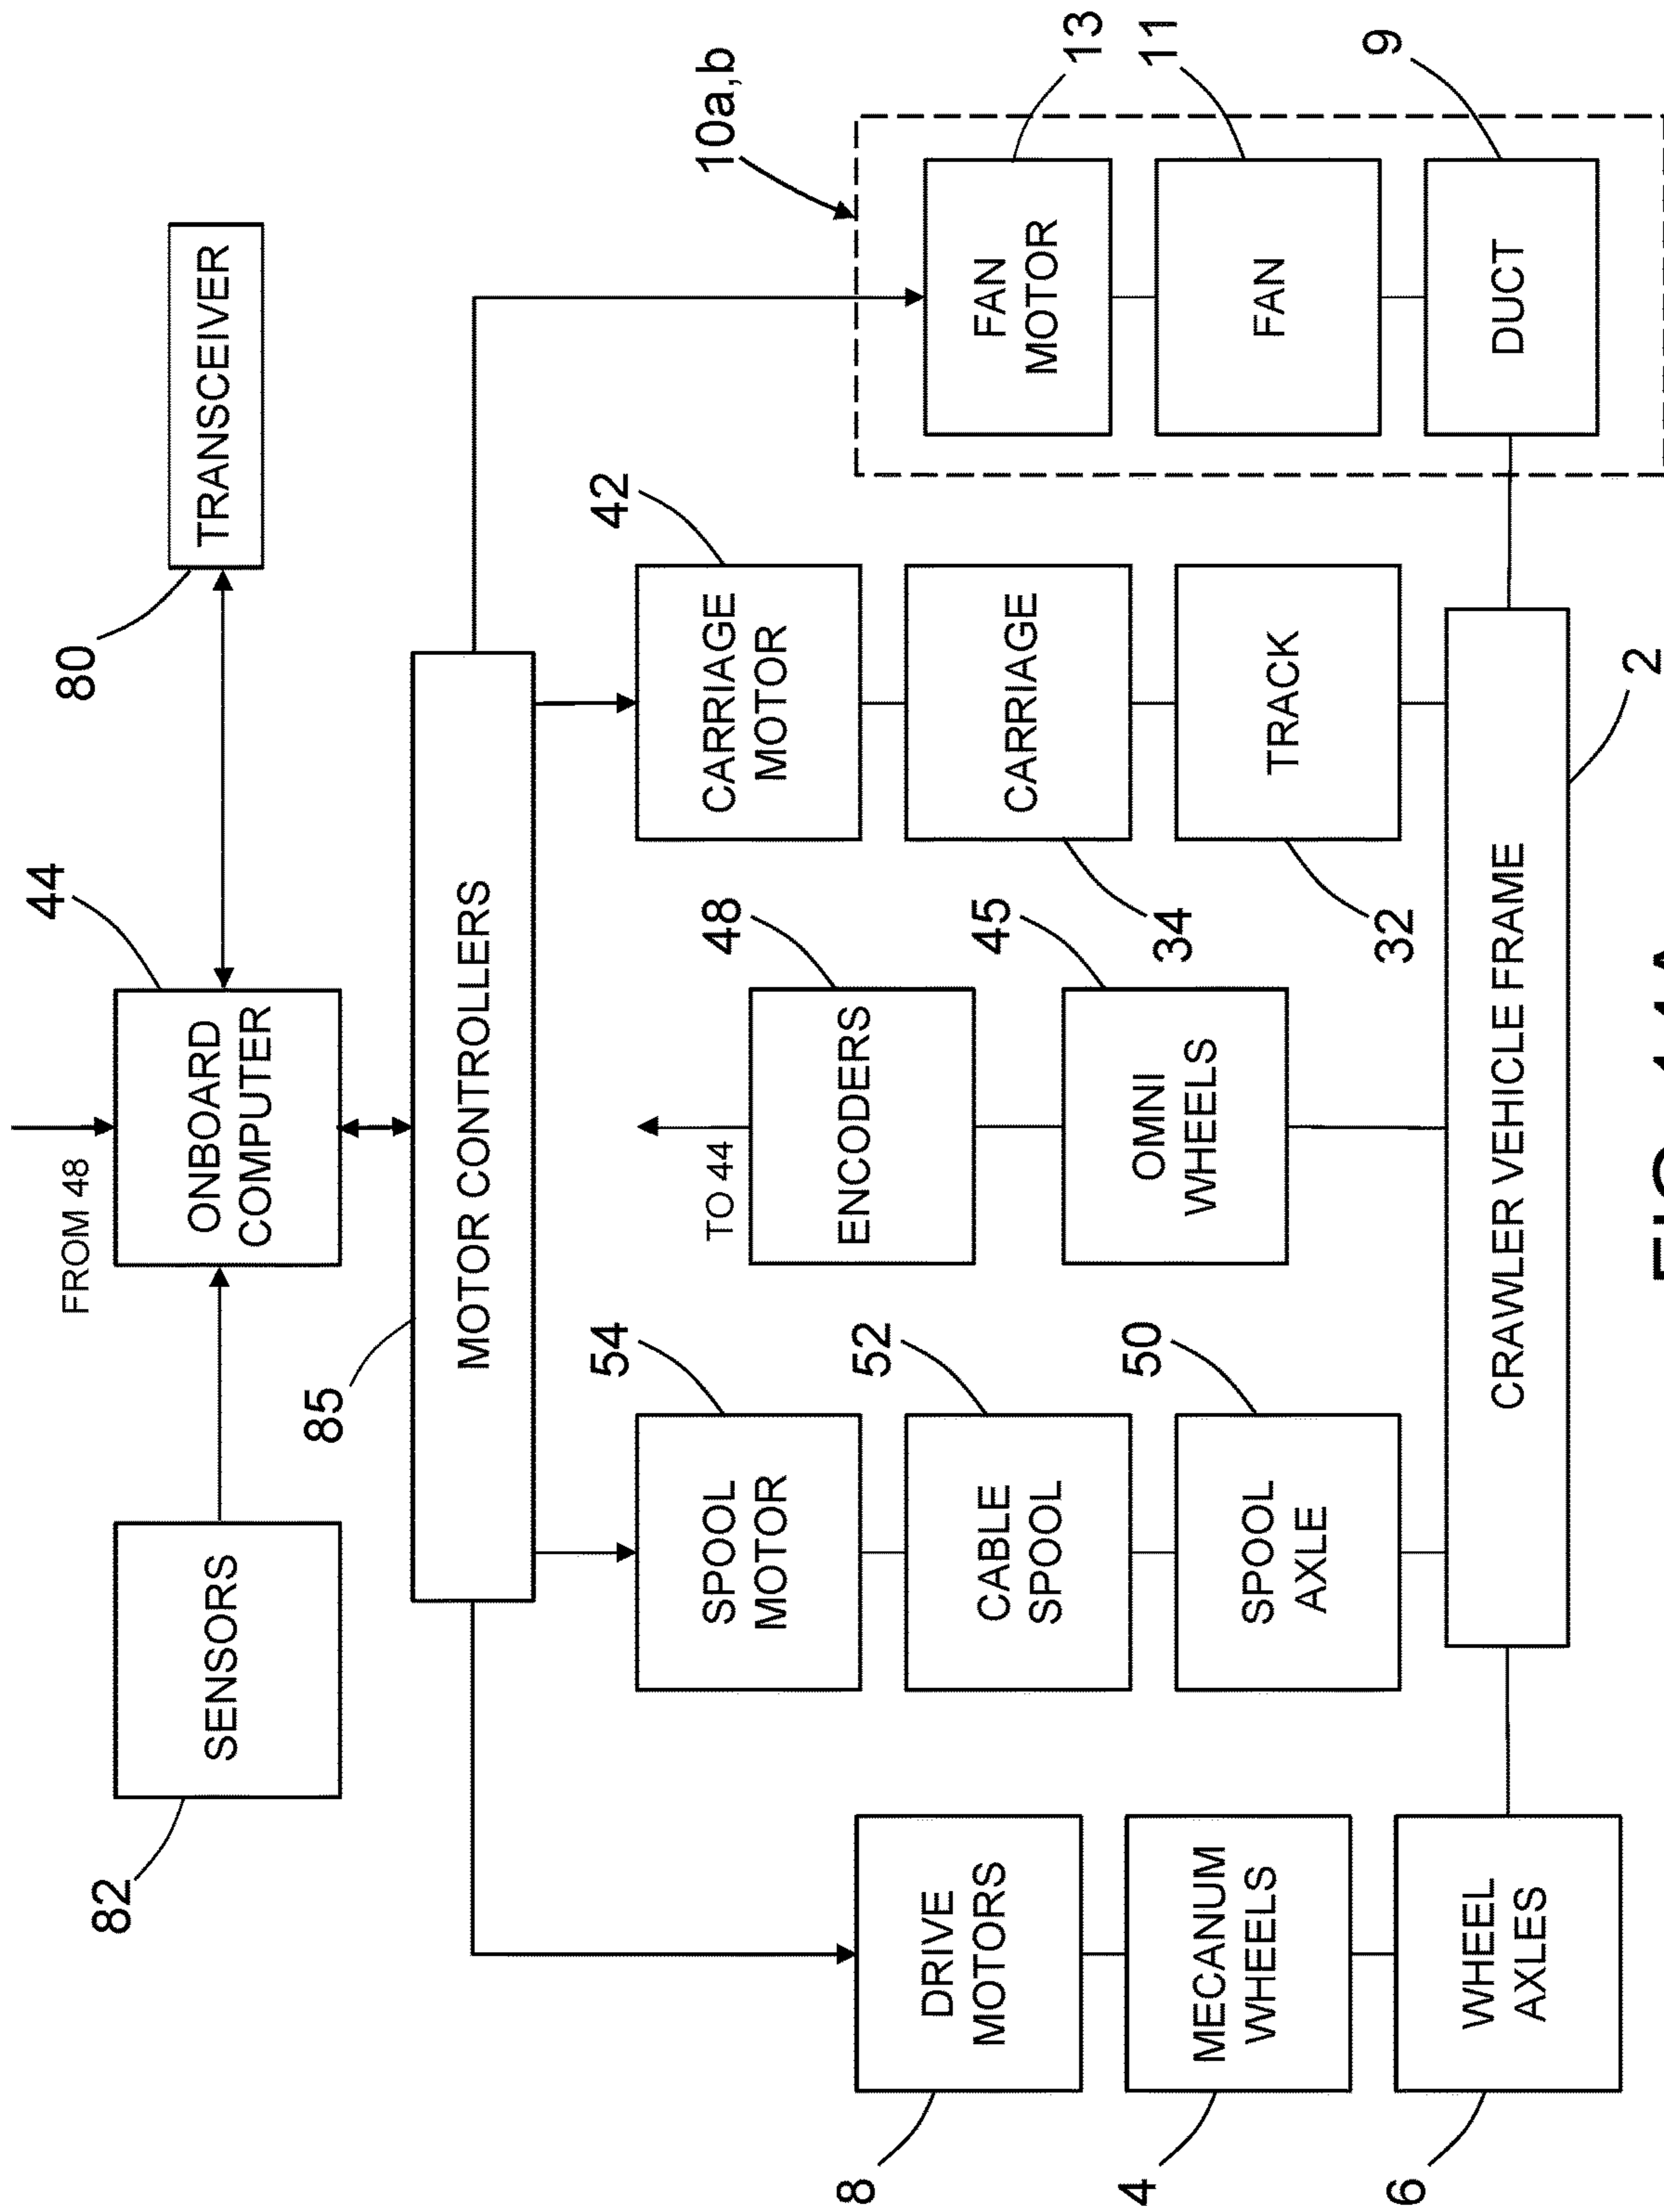 FROM 48
44
82
SENSORS
ONBOARD
COMPUTER
80
TRANSCEIVER
85
MOTOR CONTROLLERS
54
SPOOL
MOTOR
TO 44
48
ENCODERS
42
CARRIAGE
MOTOR
10a,b
8
DRIVE
MOTORS
52
CABLE
SPOOL
45
OMNI
WHEELS
34
CARRIAGE
13
FAN
MOTOR
4
MECANUM
WHEELS
50
SPOOL
AXLE
32
TRACK
11
FAN
6
WHEEL
AXLES
CRAWLER VEHICLE FRAME
2
9
DUCT